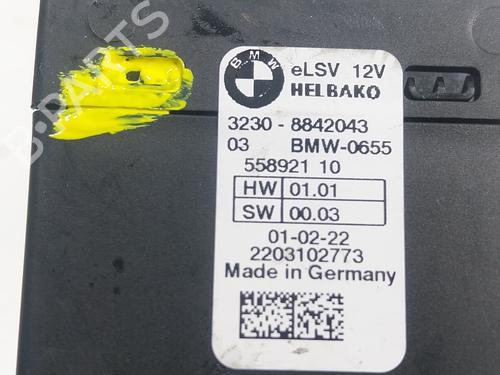 BMW
eLSV 12V
HELBAKO
3230 - 8842043
03 BMW-0655
558921 10
HW 01.01
SW 00.03
01-02-22
2203102773
Made in Germany
B-PARTS